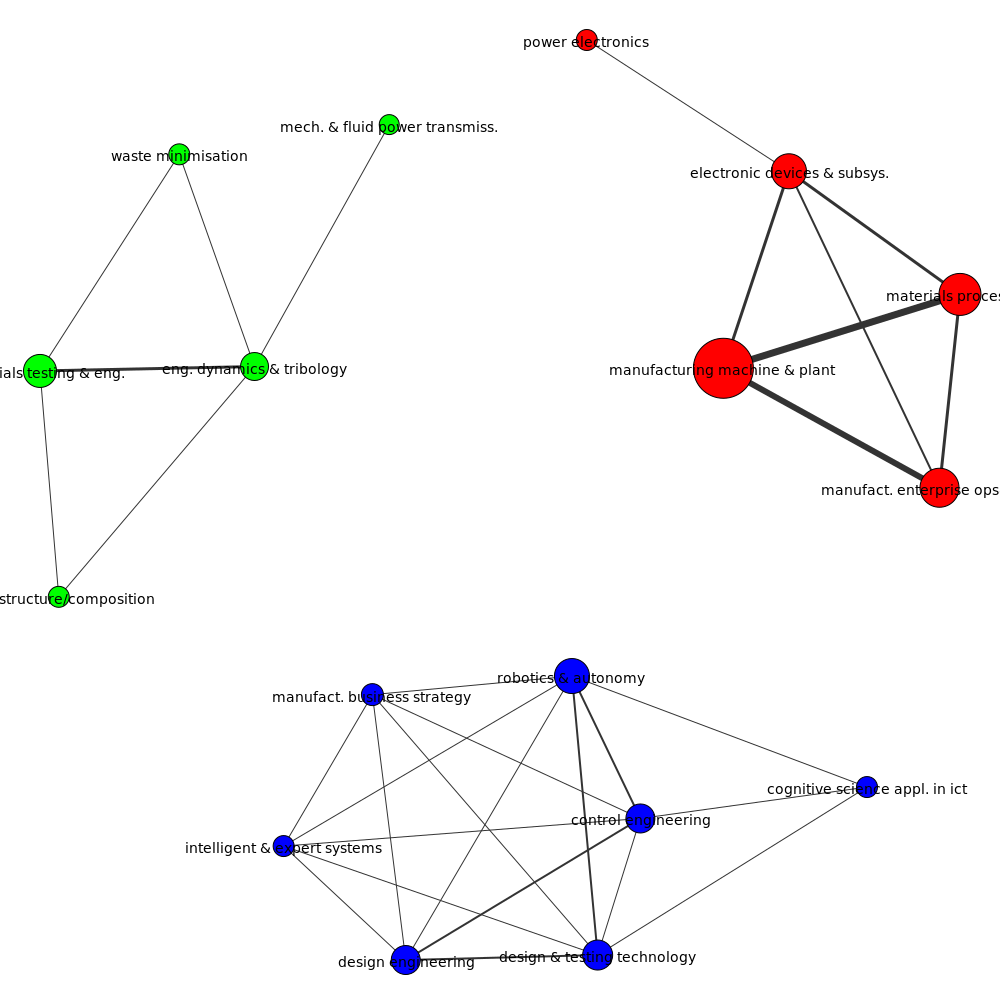 power electronics
mech. & fluid power transmiss.
waste minimisation
electronic devices & subsys.
materials proces
manufacturing machine & plant
ials testing & eng.
eng. dynamics & tribology
manufact. enterprise ops
structure/composition
robotics & autonomy
manufact. business strategy
cognitive science appl. in ict
control engineering
intelligent & expert systems
design & testing technology
design engineering